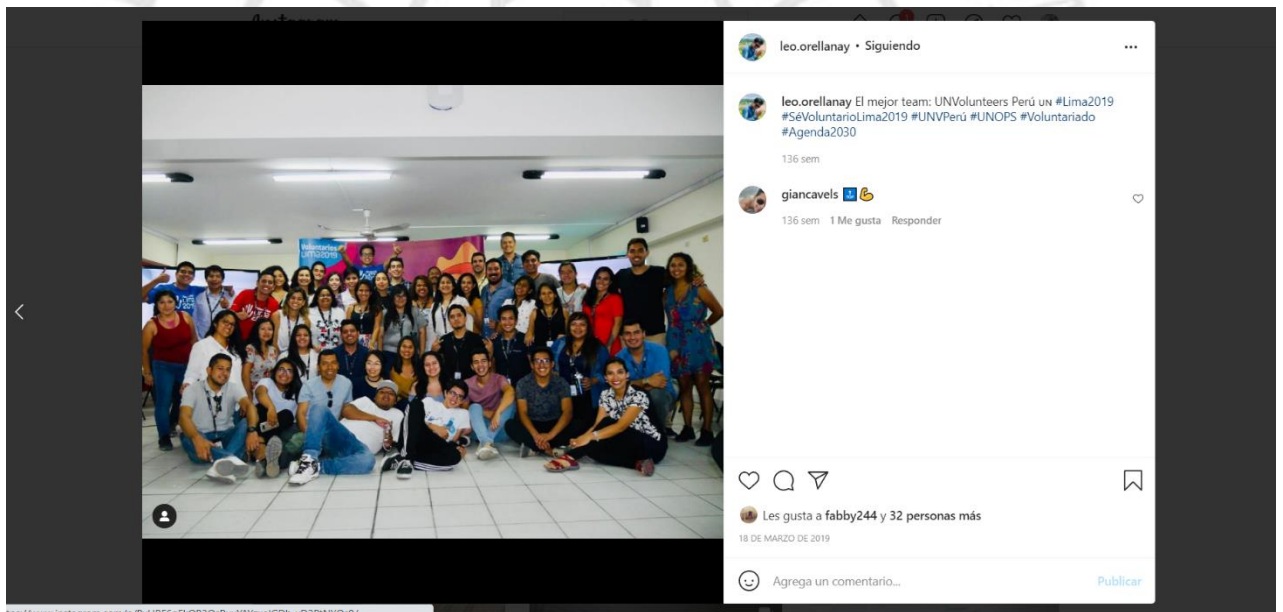 Instagram
leo.orellanay • Siguiendo
leo.orellanay El mejor team: UNVolunteers Perú ᴜɴ #Lima2019
#SéVoluntarioLima2019 #UNVPerú #UNOPS #Voluntariado
#Agenda2030
136 sem
giancavels
136 sem 1 Me gusta Responder
Voluntarios
Lima2019
Les gusta a fabby244 y 32 personas más
18 DE MARZO DE 2019
Agrega un comentario...
Publicar